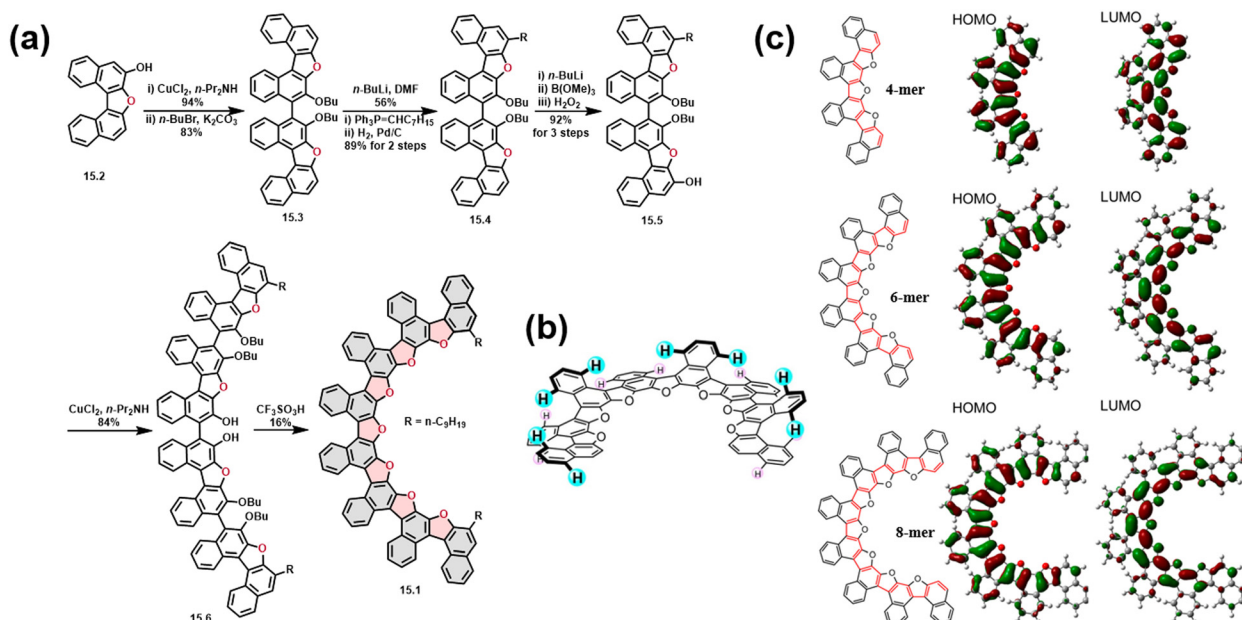 (a)
OH
O
15.2
i) CuCl2, n-Pr2NH
94%
ii) n-BuBr, K2CO3
83%
O
OBu
OBu
O
15.3
n-BuLi, DMF
56%
i) Ph3P=CHC7H15
ii) H2, Pd/C
89% for 2 steps
R
O
OBu
OBu
O
15.4
i) n-BuLi
ii) B(OMe)3
iii) H2O2
92%
for 3 steps
R
O
OBu
OBu
O
OH
15.5
CuCl2, n-Pr2NH
84%
R
O
OBu
OBu
O
OH
OH
O
OBu
OBu
O
R
15.6
CF3SO3H
16%
R
O
O
O
O
O
O
O
R
R = n-C9H19
15.1
(b)
H H H H H H H H
H H H H H H
O O O O O O O
(c)
4-mer
O
O
O
HOMO
LUMO
6-mer
O
O
O
O
O
HOMO
LUMO
8-mer
O
O
O
O
O
O
O
HOMO
LUMO